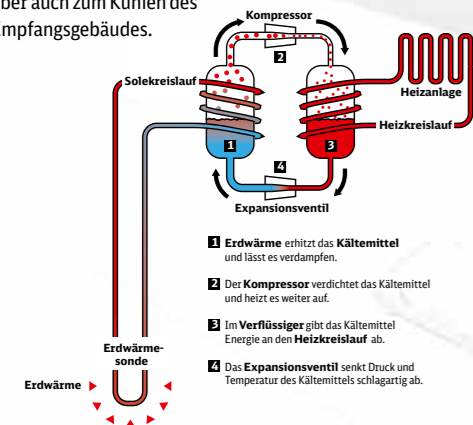 ber auch zum Kühlen des
Empfangsgebäudes.
Kompressor
2
Solekreislauf
Heizanlage
Heizkreislauf
1
3
4
Expansionsventil
1 Erdwärme erhitzt das Kältemittel
und lässt es verdampfen.
2 Der Kompressor verdichtet das Kältemittel
und heizt es weiter auf.
3 Im Verflüssiger gibt das Kältemittel
Energie an den Heizkreislauf ab.
4 Das Expansionsventil senkt Druck und
Temperatur des Kältemittels schlagartig ab.
Erdwärme-
sonde
Erdwärme